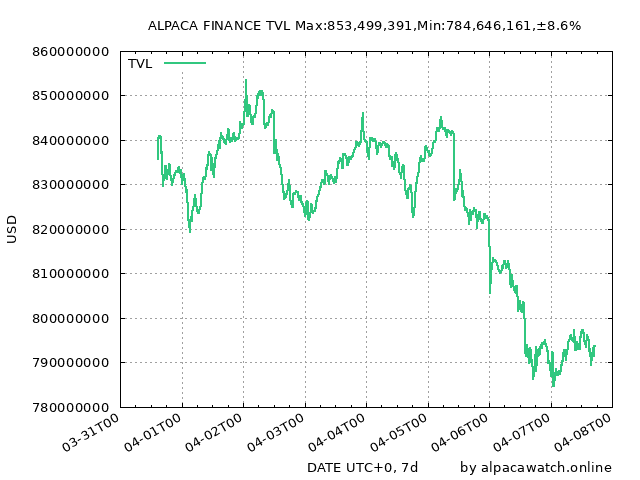 ALPACA FINANCE TVL Max:853,499,391,Min:784,646,161,±8.6%
TVL
USD
860000000
850000000
840000000
830000000
820000000
810000000
800000000
790000000
780000000
03-31T00
04-01T00
04-02T00
04-03T00
04-04T00
04-05T00
04-06T00
04-07T00
04-08T00
DATE UTC+0, 7d
by alpacawatch.online